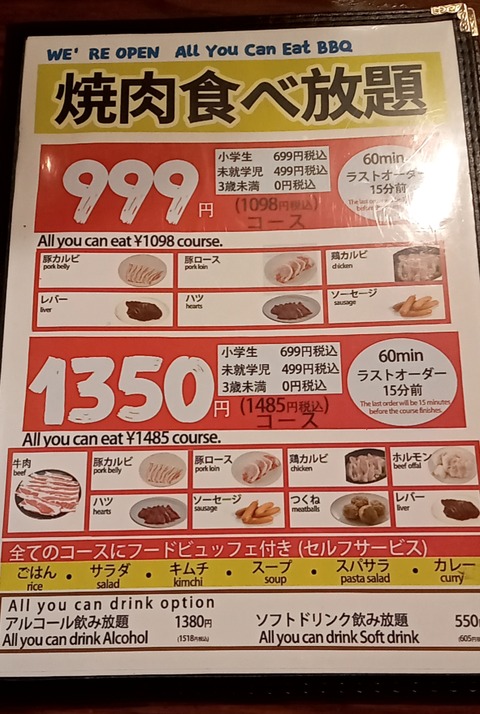 WE' RE OPEN All You Can Eat BBQ
焼肉食べ放題
999円
小学生 699円税込
未就学児 499円税込
3歳未満 0円税込
(1098円税込)
コース
60min
ラストオーダー
15分前
All you can eat ¥1098 course.
豚カルビ
pork belly
豚ロース
pork loin
鶏カルビ
chicken
レバー
liver
ハツ
hearts
ソーセージ
sausage
1350円
小学生 699円税込
未就学児 499円税込
3歳未満 0円税込
(1485円税込)
コース
60min
ラストオーダー
15分前
The last order will be 15 minutes
before the course finishes.
All you can eat ¥1485 course.
牛肉
beef
豚カルビ
pork belly
豚ロース
pork loin
鶏カルビ
chicken
ホルモン
beef offal
ハツ
hearts
ソーセージ
sausage
つくね
meatballs
レバー
liver
全てのコースにフードビュッフェ付き (セルフサービス)
ごはん • サラダ • キムチ • スープ • スパサラ • カレー
rice salad kimchi soup pasta salad curry
All you can drink option
アルコール飲み放題 1380円
All you can drink Alcohol (1518円税込)
ソフトドリンク飲み放題 550
All you can drink Soft drink (605円